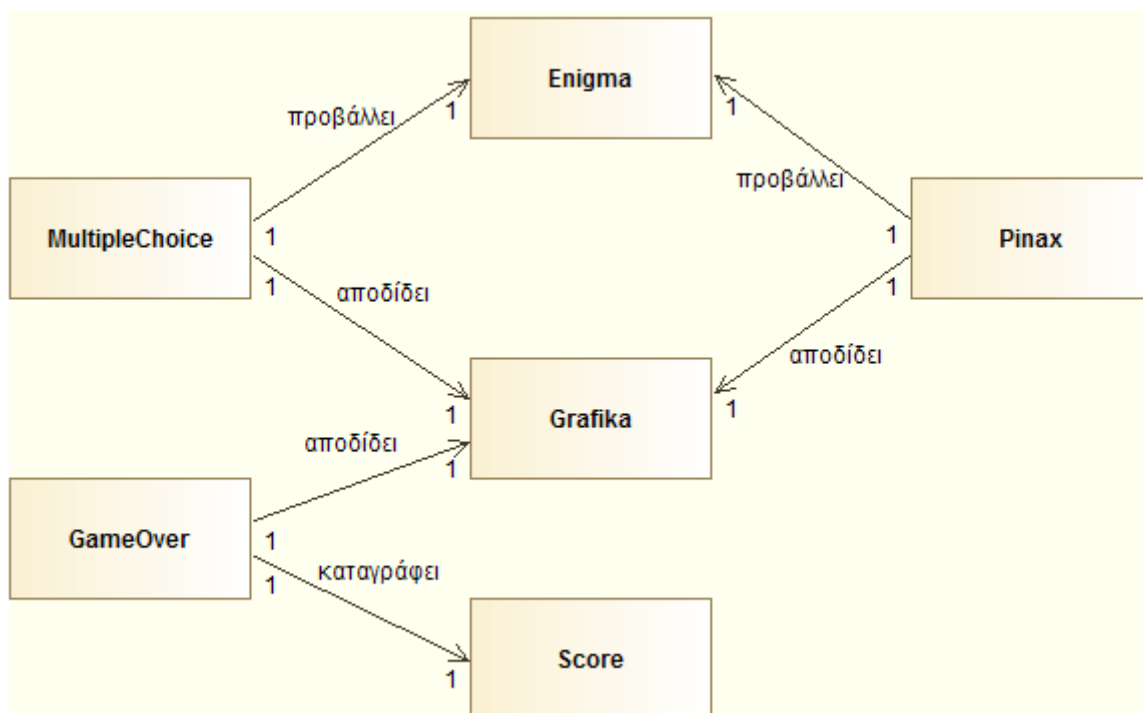 Enigma
1
1
προβάλλει
προβάλλει
MultipleChoice
1
1
Pinax
1
1
αποδίδει
αποδίδει
1
1
Grafika
αποδίδει
1
GameOver
1
1
καταγράφει
Score
1